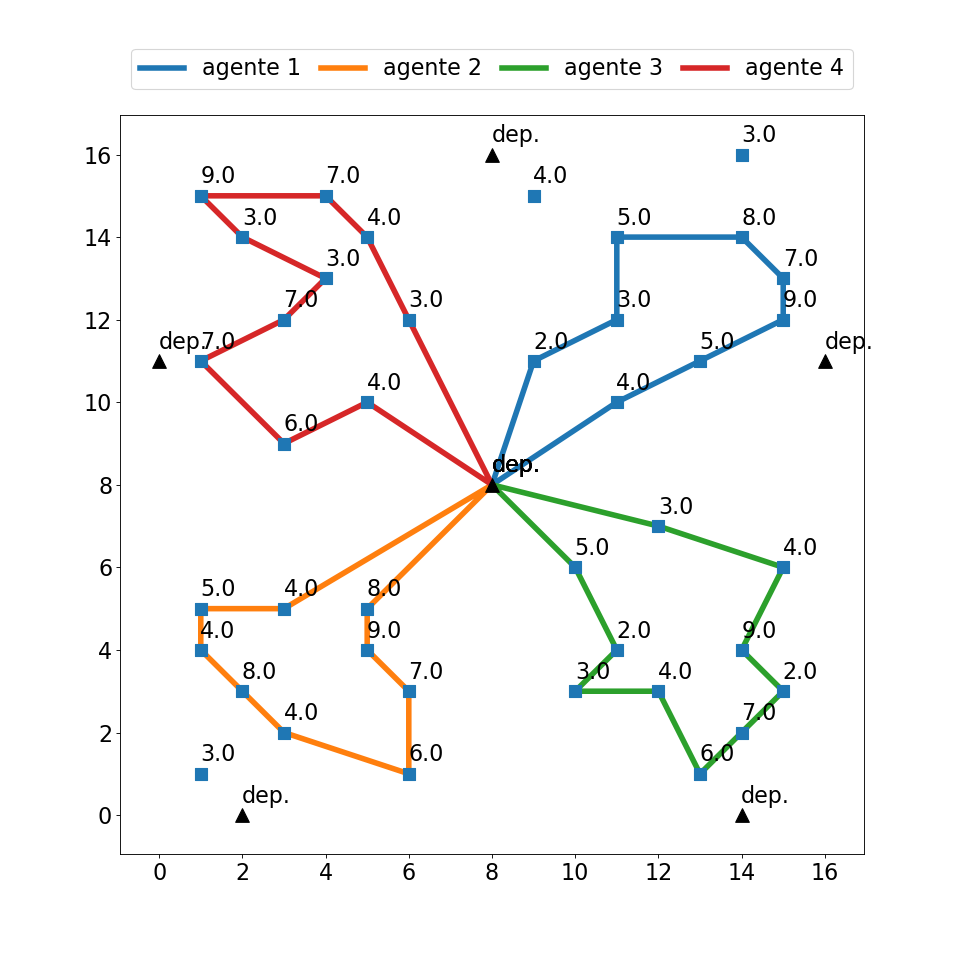 agente 1 agente 2 agente 3 agente 4
dep. 3.0
16
9.0 7.0 4.0
3.0 4.0 5.0 8.0
14
3.0 7.0
7.0 3.0 3.0 9.0
12
dep. 7.0 2.0 5.0 dep.
4.0 4.0
10
6.0
dep.
8
3.0
5.0 4.0
6
5.0 4.0 8.0
4.0 9.0 2.0 9.0
4
8.0 7.0 3.0 4.0 2.0
4.0 7.0
2
3.0 6.0 6.0
dep. dep.
0
0 2 4 6 8 10 12 14 16